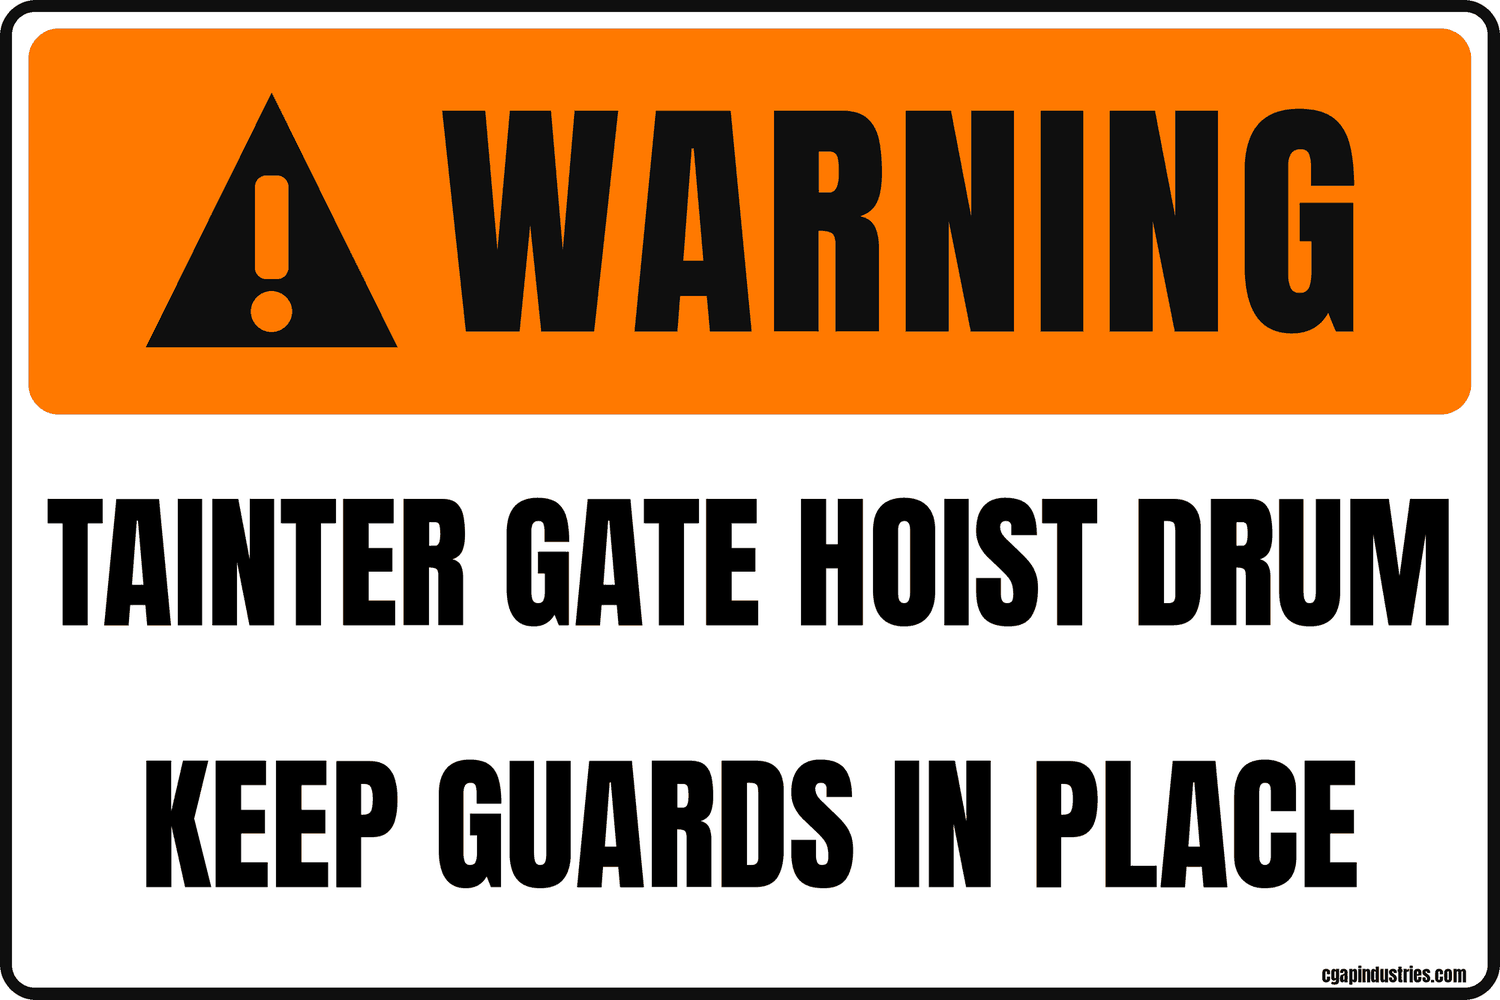 WARNING
TAINTER GATE HOIST DRUM
KEEP GUARDS IN PLACE
cgapindustries.com